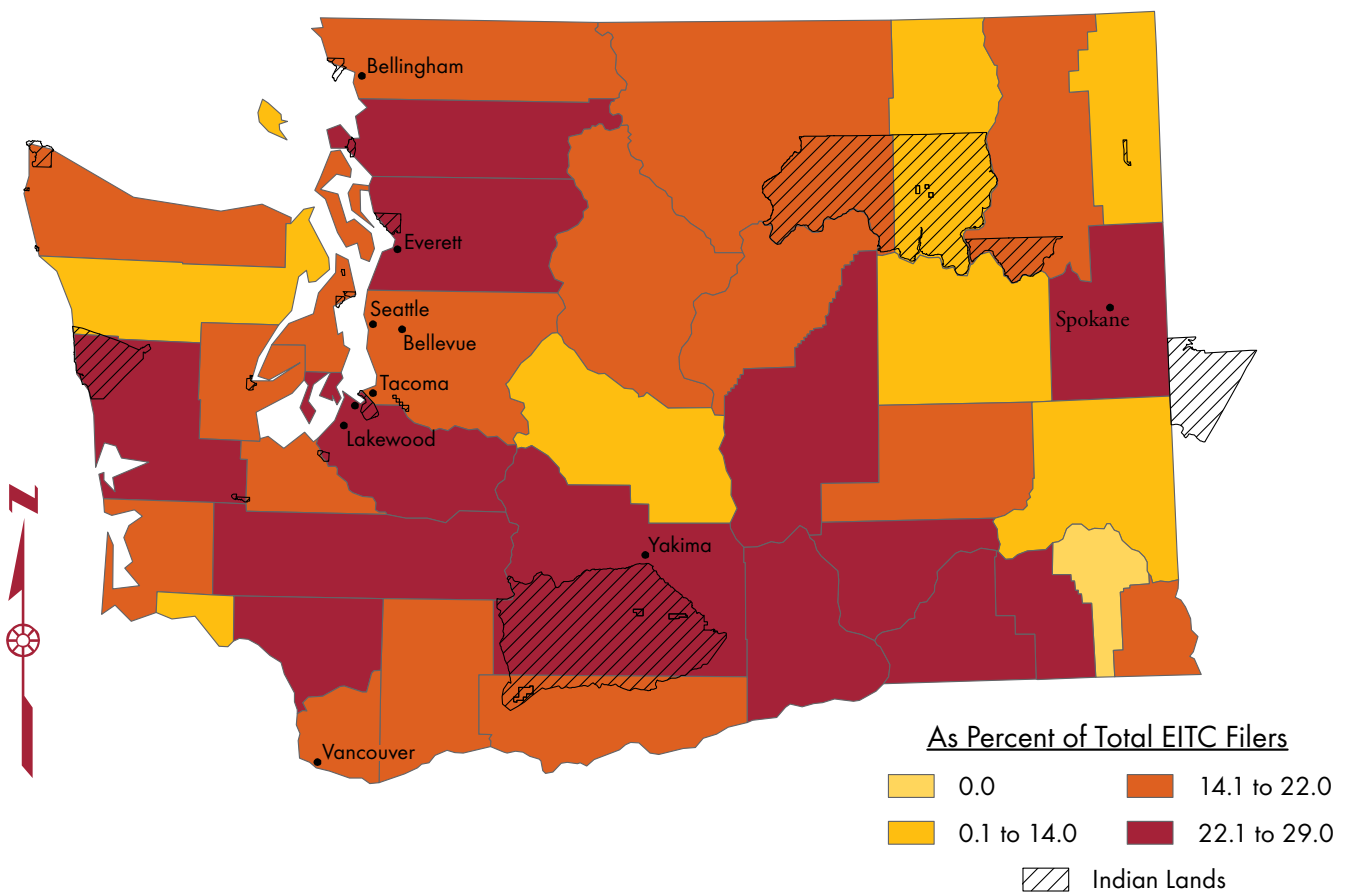 Bellingham
Everett
Seattle
Bellevue
Spokane
Tacoma
Lakewood
Yakima
Vancouver
N
As Percent of Total EITC Filers
0.0
14.1 to 22.0
0.1 to 14.0
22.1 to 29.0
Indian Lands